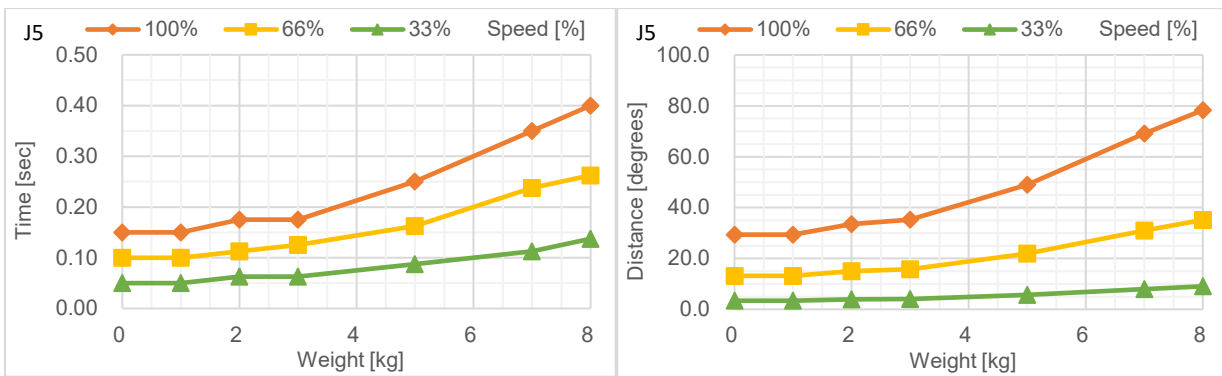 J5 100% 66% 33% Speed [%]
0.50
0.40
0.30
0.20
0.10
0.00
Time [sec]
0 2 4 6 8
Weight [kg]
J5 100% 66% 33% Speed [%]
100.0
80.0
60.0
40.0
20.0
0.0
Distance [degrees]
0 2 4 6 8
Weight [kg]